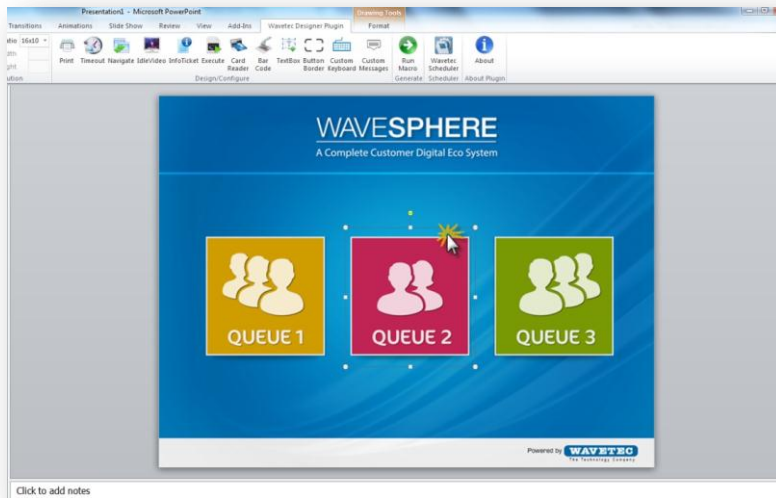 Presentation1 - Microsoft PowerPoint
Drawing Tools
Transitions Animations Slide Show Review View Add-Ins Wavetec Designer Plugin Format
16x10
Print Timeout Navigate IdleVideo InfoTicket Execute Card Reader Bar Code TextBox Button Border Custom Keyboard Custom Messages Run Macro Wavetec Scheduler About
Design/Configure Generate Scheduler About Plugin
WAVESPHERE
A Complete Customer Digital Eco System
QUEUE 1 QUEUE 2 QUEUE 3
Powered by WAVETEC
The Technology Company
Click to add notes